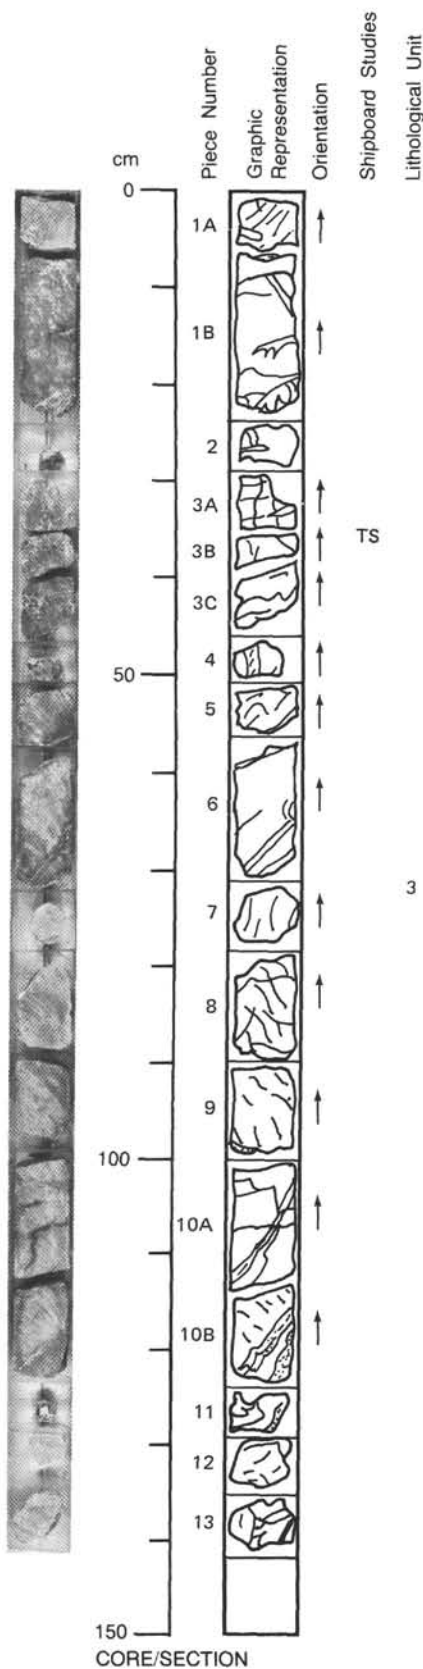 cm
Piece Number
Graphic
Representation
Orientation
Shipboard Studies
Lithological Unit
0
1A
1B
2
3A
3B
TS
3C
4
50
5
6
3
7
8
9
100
10A
10B
11
12
13
150
CORE/SECTION